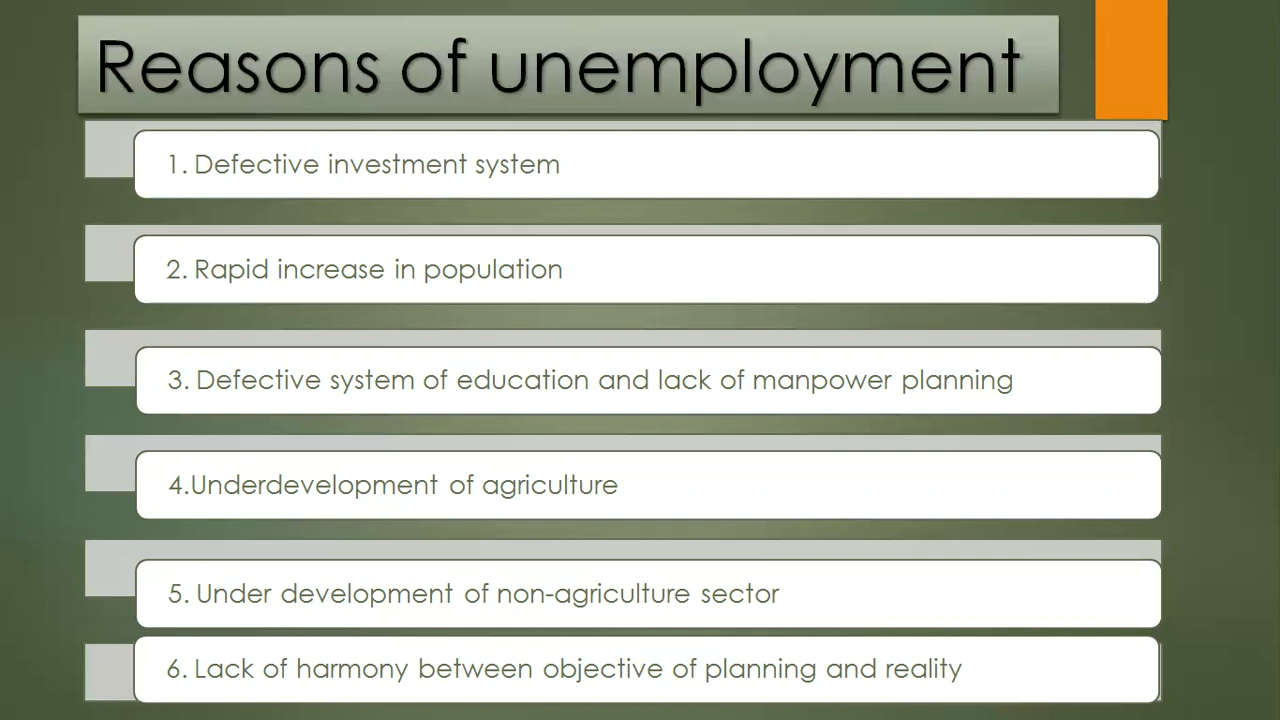 Reasons of unemployment
1. Defective investment system
2. Rapid increase in population
3. Defective system of education and lack of manpower planning
4.Underdevelopment of agriculture
5. Under development of non-agriculture sector
6. Lack of harmony between objective of planning and reality